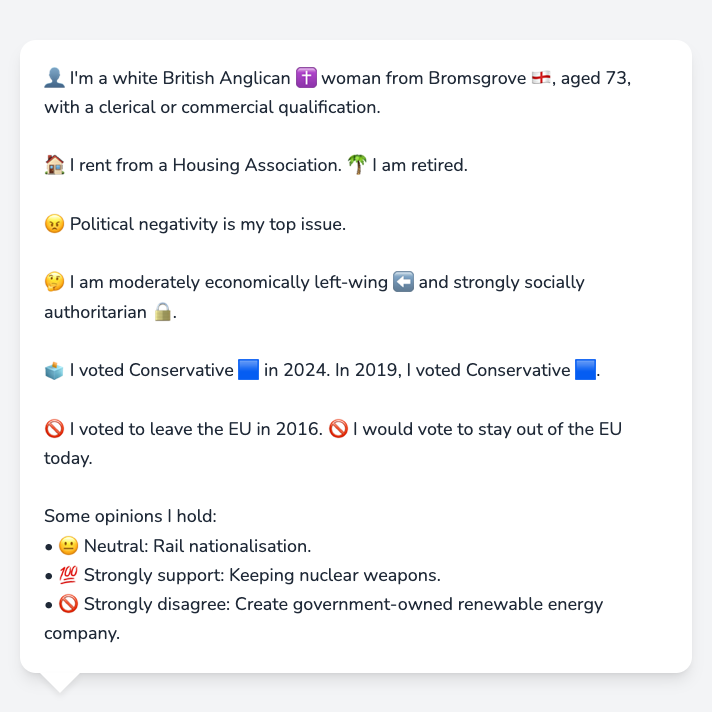 👤 I'm a white British Anglican ✝️ woman from Bromsgrove 🏴󠁧󠁢󠁥󠁮󠁧󠁿, aged 73,
with a clerical or commercial qualification.
🏠 I rent from a Housing Association. 🌴 I am retired.
😠 Political negativity is my top issue.
🤔 I am moderately economically left-wing ⬅️ and strongly socially
authoritarian 🔒.
🗳️ I voted Conservative 🟦 in 2024. In 2019, I voted Conservative 🟦.
🚫 I voted to leave the EU in 2016. 🚫 I would vote to stay out of the EU
today.
Some opinions I hold:
• 😐 Neutral: Rail nationalisation.
• 💯 Strongly support: Keeping nuclear weapons.
• 🚫 Strongly disagree: Create government-owned renewable energy
company.